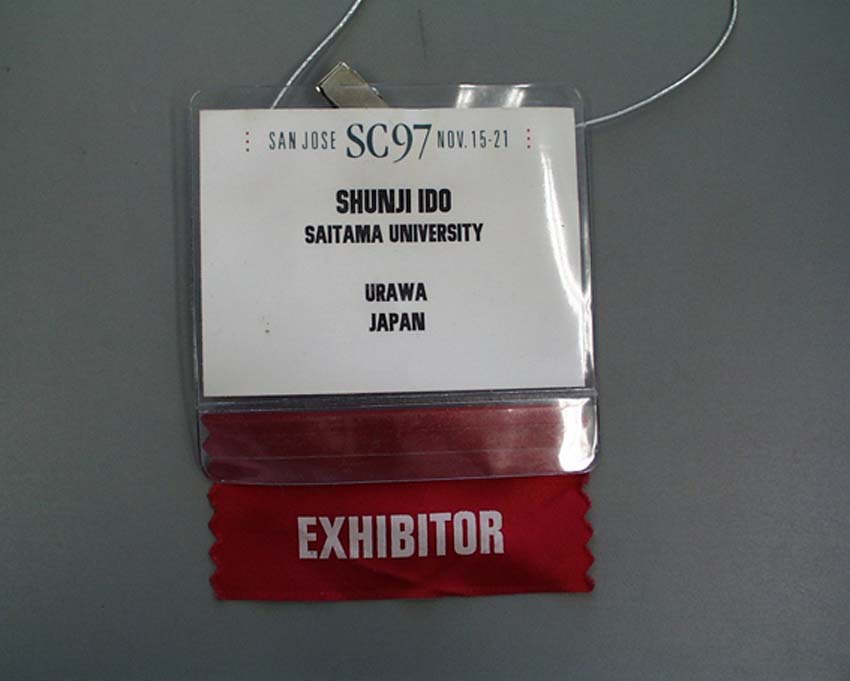 SAN JOSE SC97 NOV. 15-21
SHUNJI IDO
SAITAMA UNIVERSITY
URAWA
JAPAN
EXHIBITOR